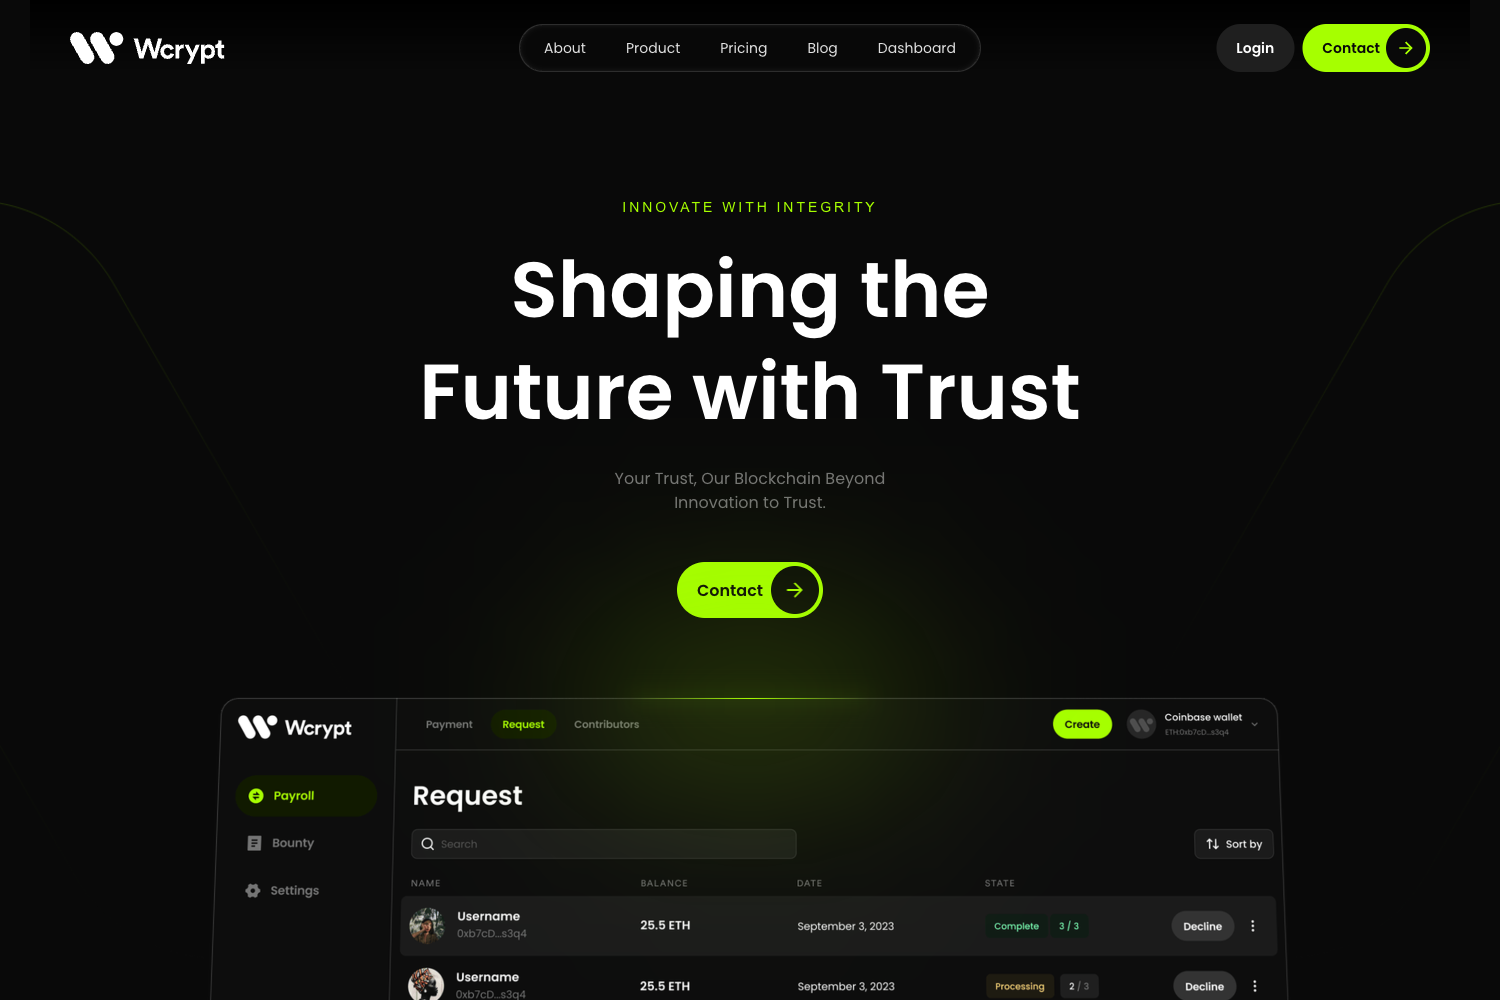 Wcrypt
About Product Pricing Blog Dashboard
Login
Contact
INNOVATE WITH INTEGRITY
Shaping the
Future with Trust
Your Trust, Our Blockchain Beyond
Innovation to Trust.
Contact
Wcrypt
Payment Request Contributors
Create
Coinbase wallet
ETH:0xb7cD...s3q4
Payroll
Bounty
Settings
Request
Search
Sort by
NAME BALANCE DATE STATE
Username
0xb7cD...s3q4
25.5 ETH
September 3, 2023
Complete 3 / 3
Decline
Username
0xb7cD...s3q4
25.5 ETH
September 3, 2023
Processing 2 / 3
Decline